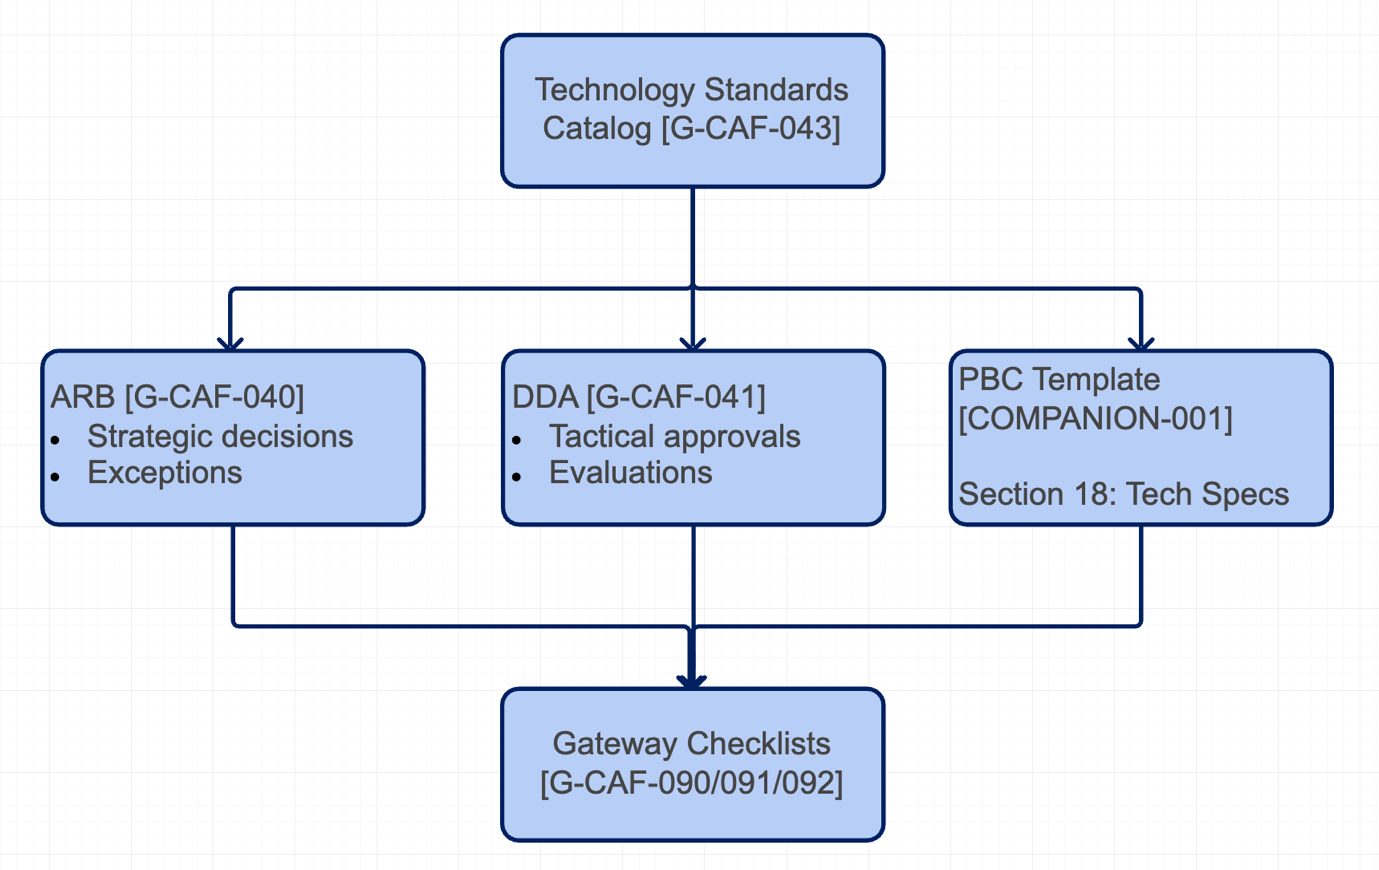 Technology Standards
Catalog [G-CAF-043]
ARB [G-CAF-040]
• Strategic decisions
• Exceptions
DDA [G-CAF-041]
• Tactical approvals
• Evaluations
PBC Template
[COMPANION-001]
Section 18: Tech Specs
Gateway Checklists
[G-CAF-090/091/092]